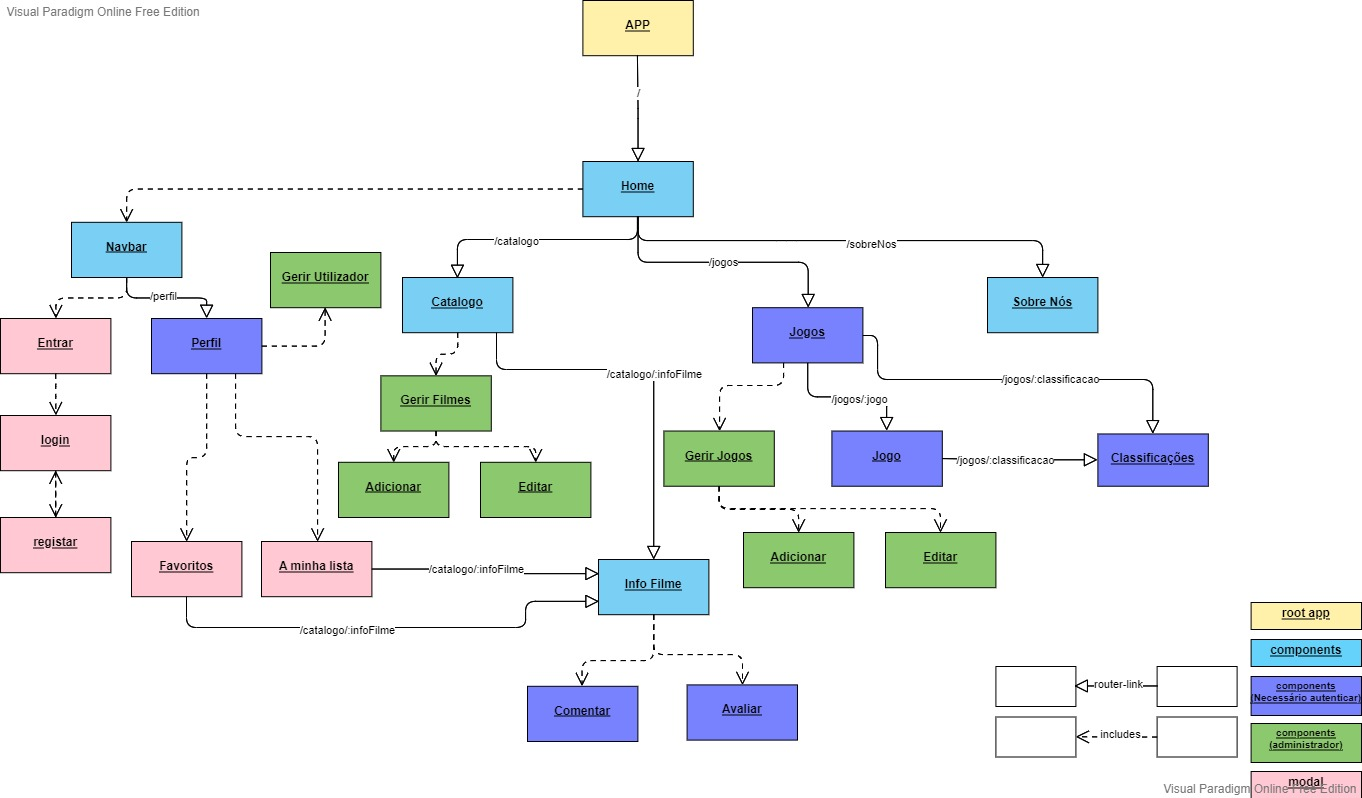 Visual Paradigm Online Free Edition
APP
/
Home
Navbar
/catalogo
/jogos
/sobreNos
Gerir Utilizador
Catalogo
Sobre Nós
/perfil
Entrar
Perfil
Jogos
/catalogo/:infoFilme
/jogos/:classificacao
Gerir Filmes
/jogos/:jogo
login
Gerir Jogos
Jogo
/jogos/:classificacao
Classificações
Adicionar
Editar
registar
Favoritos
A minha lista
/catalogo/:infoFilme
Info Filme
Adicionar
Editar
/catalogo/:infoFilme
Comentar
Avaliar
root app
components
router-link
components
(Necessário autenticar)
includes
components
(administrador)
modal
Visual Paradigm Online Free Edition